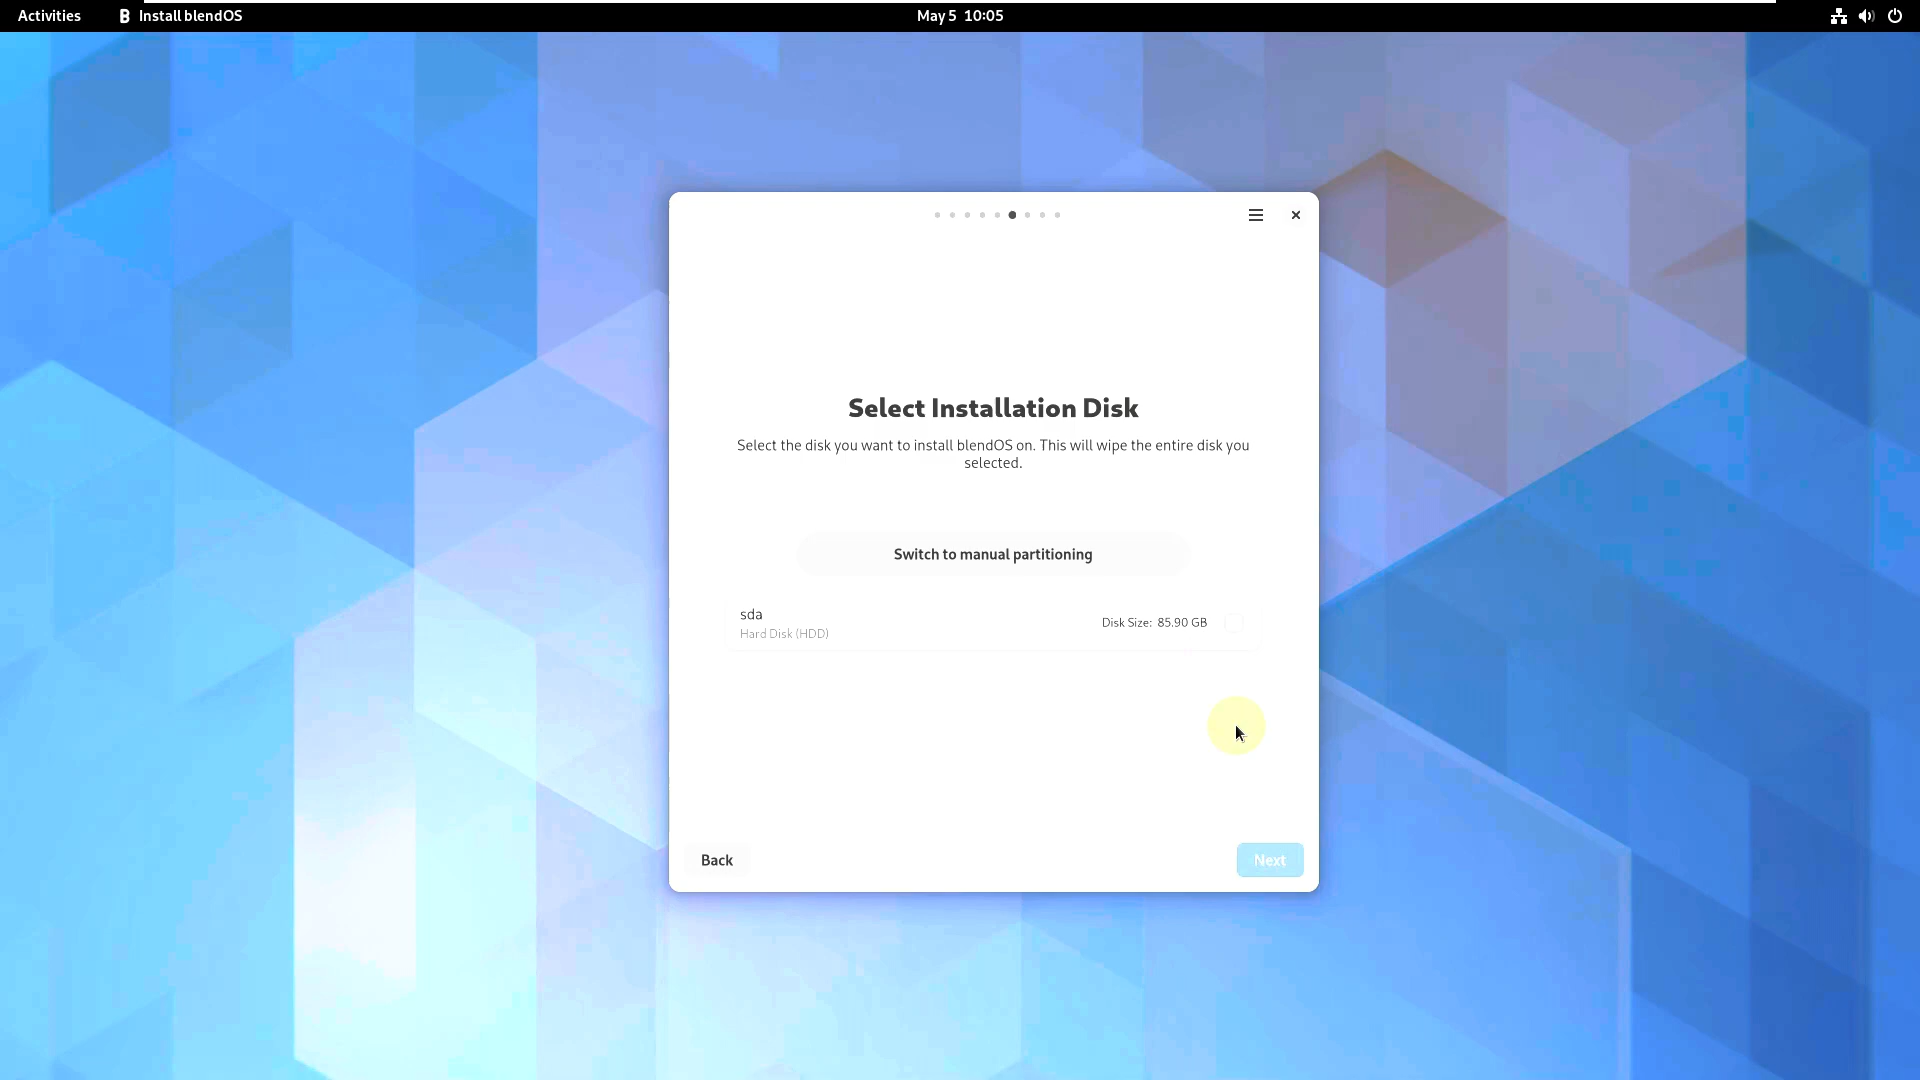 Activities
Install blendOS
May 5 10:05
Select Installation Disk
Select the disk you want to install blendOS on. This will wipe the entire disk you
selected.
Switch to manual partitioning
sda
Hard Disk (HDD)
Disk Size: 85.90 GB
Back
Next